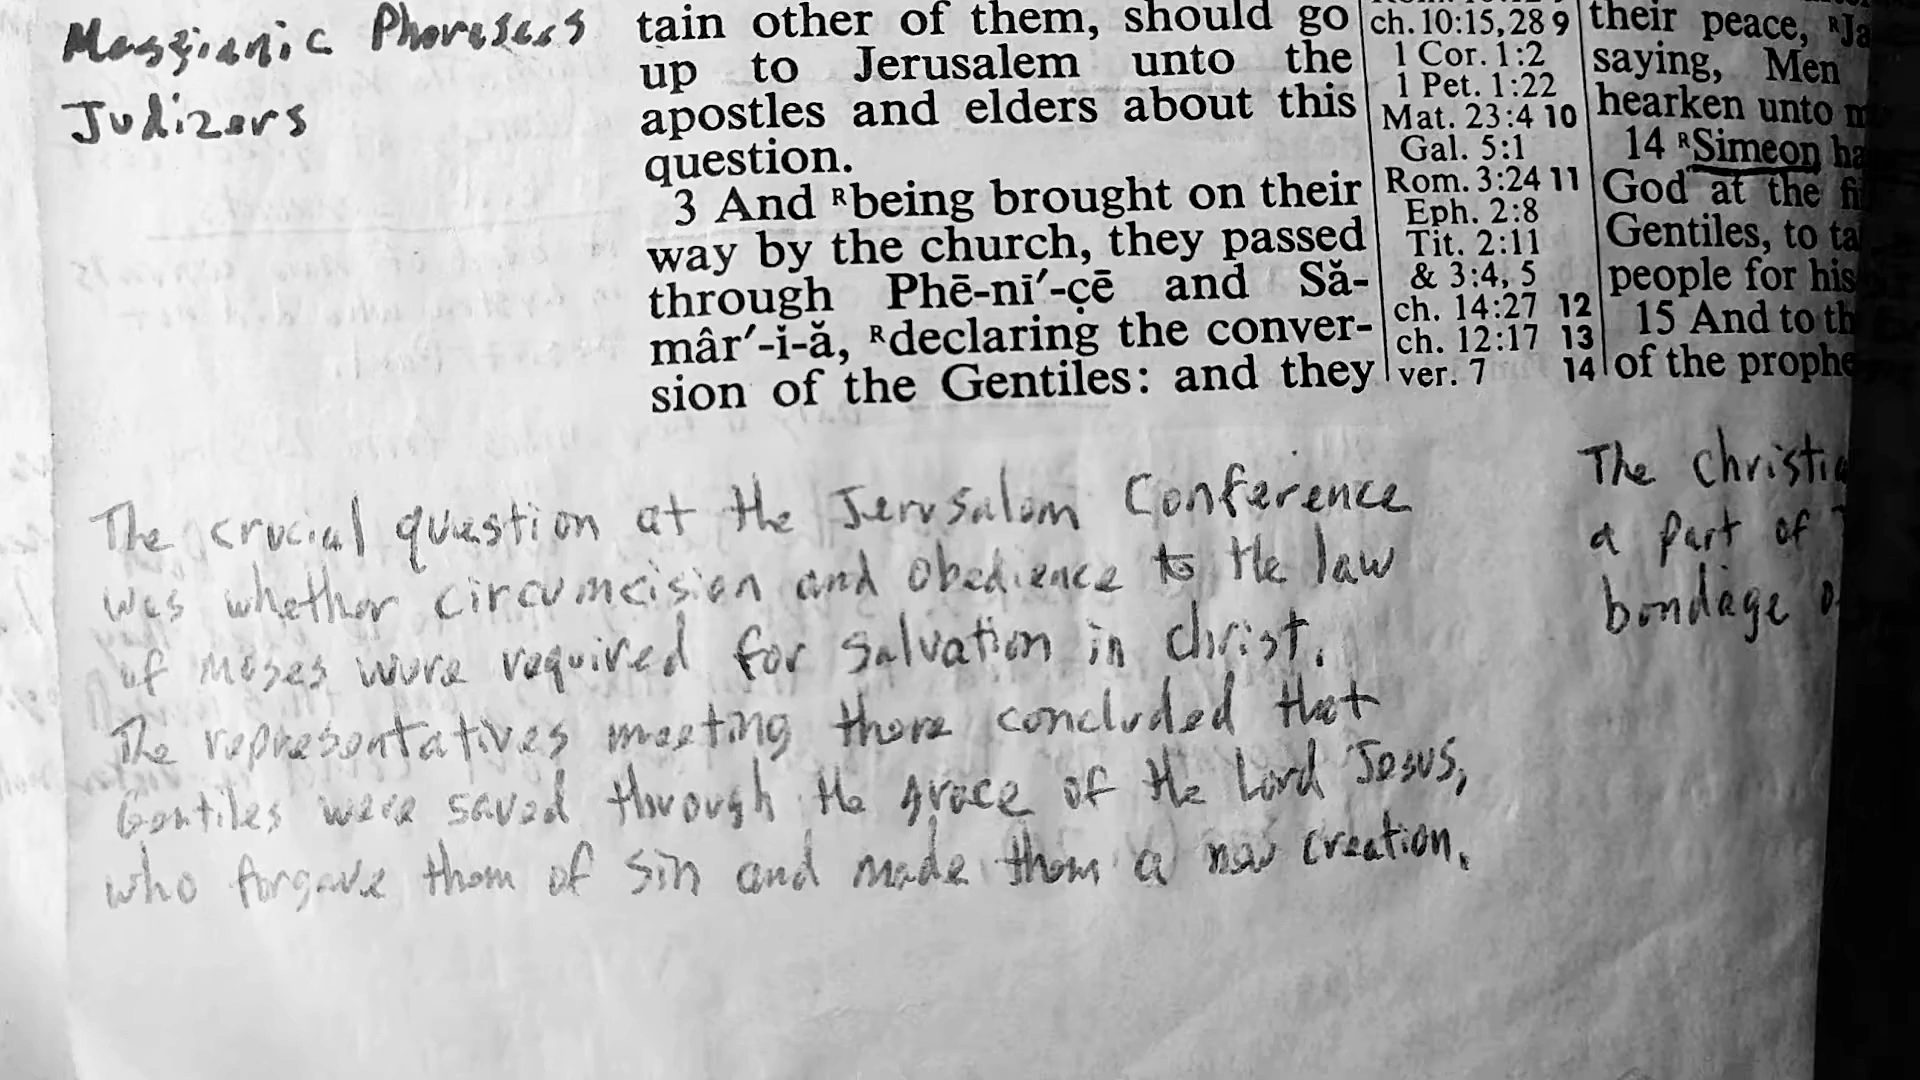 Messianic Pharesees
Judizers
tain other of them, should go
up to Jerusalem unto the
apostles and elders about this
question.
3 And ᴿbeing brought on their
way by the church, they passed
through Phē-nī′-çē and Să-
mâr′-ĭ-ă, ᴿdeclaring the conver-
sion of the Gentiles: and they
ch. 10:15,28 9
1 Cor. 1:2
1 Pet. 1:22
Mat. 23:4 10
Gal. 5:1
Rom. 3:24 11
Eph. 2:8
Tit. 2:11
& 3:4, 5
ch. 14:27 12
ch. 12:17 13
ver. 7 14
their peace,
saying, Men
hearken unto
14 ᴿSimeon
God at the
Gentiles, to
people for his
15 And to
of the
The crucial question at the Jerusalem Conference
was whether circumcision and obedience to the law
of moses were required for salvation in christ.
The representatives meeting there concluded that
Gentiles were saved through the grace of the Lord Jesus,
who forgave them of sin and made them a new creation.
The
a part of
bondage